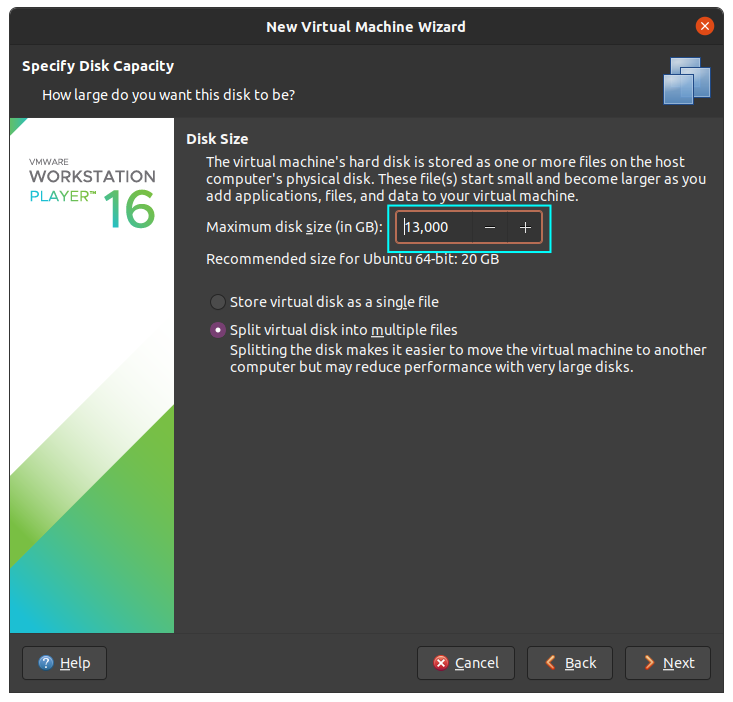 New Virtual Machine Wizard
Specify Disk Capacity
How large do you want this disk to be?
VMWARE
WORKSTATION
PLAYER™ 16
Disk Size
The virtual machine's hard disk is stored as one or more files on the host
computer's physical disk. These file(s) start small and become larger as you
add applications, files, and data to your virtual machine.
Maximum disk size (in GB): 13,000 − +
Recommended size for Ubuntu 64-bit: 20 GB
Store virtual disk as a single file
Split virtual disk into multiple files
Splitting the disk makes it easier to move the virtual machine to another
computer but may reduce performance with very large disks.
Help Cancel Back Next